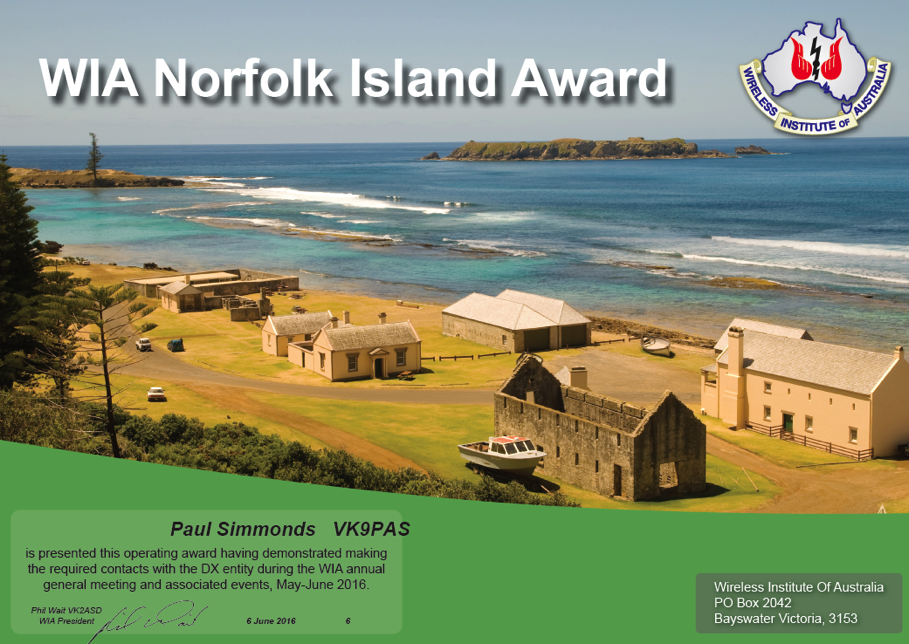 WIA Norfolk Island Award
WIRELESS INSTITUTE OF AUSTRALIA
Paul Simmonds VK9PAS
is presented this operating award having demonstrated making
the required contacts with the DX entity during the WIA annual
general meeting and associated events, May-June 2016.
Phil Wait VK2ASD
WIA President
6 June 2016 6
Wireless Institute Of Australia
PO Box 2042
Bayswater Victoria, 3153